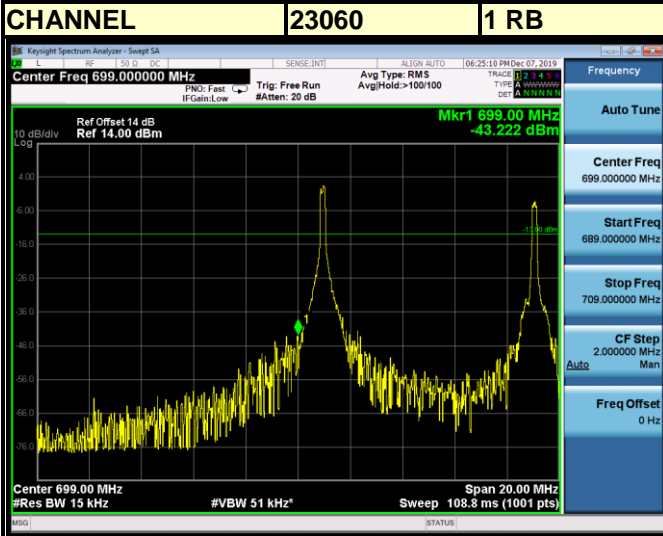 CHANNEL 23060 1 RB
Keysight Spectrum Analyzer - Swept SA
L RF 50 Ω DC SENSE:INT ALIGN AUTO 06:25:10 PM Dec 07, 2019
Center Freq 699.000000 MHz
PNO: Fast
IFGain:Low
Trig: Free Run
#Atten: 20 dB
Avg Type: RMS
Avg|Hold:>100/100
TRACE 1 2 3 4 5 6
TYPE A WWWWW
DET A NNNNN
Frequency
Auto Tune
Center Freq
699.000000 MHz
Start Freq
689.000000 MHz
Stop Freq
709.000000 MHz
CF Step
2.000000 MHz
Auto Man
Freq Offset
0 Hz
Mkr1 699.00 MHz
-43.222 dBm
Ref Offset 14 dB
10 dB/div Ref 14.00 dBm
Log
4.00
-6.00
-13.00 dBm
-16.0
-26.0
-36.0
-46.0
-56.0
-66.0
-76.0
Center 699.00 MHz Span 20.00 MHz
#Res BW 15 kHz #VBW 51 kHz* Sweep 108.8 ms (1001 pts)
MSG STATUS